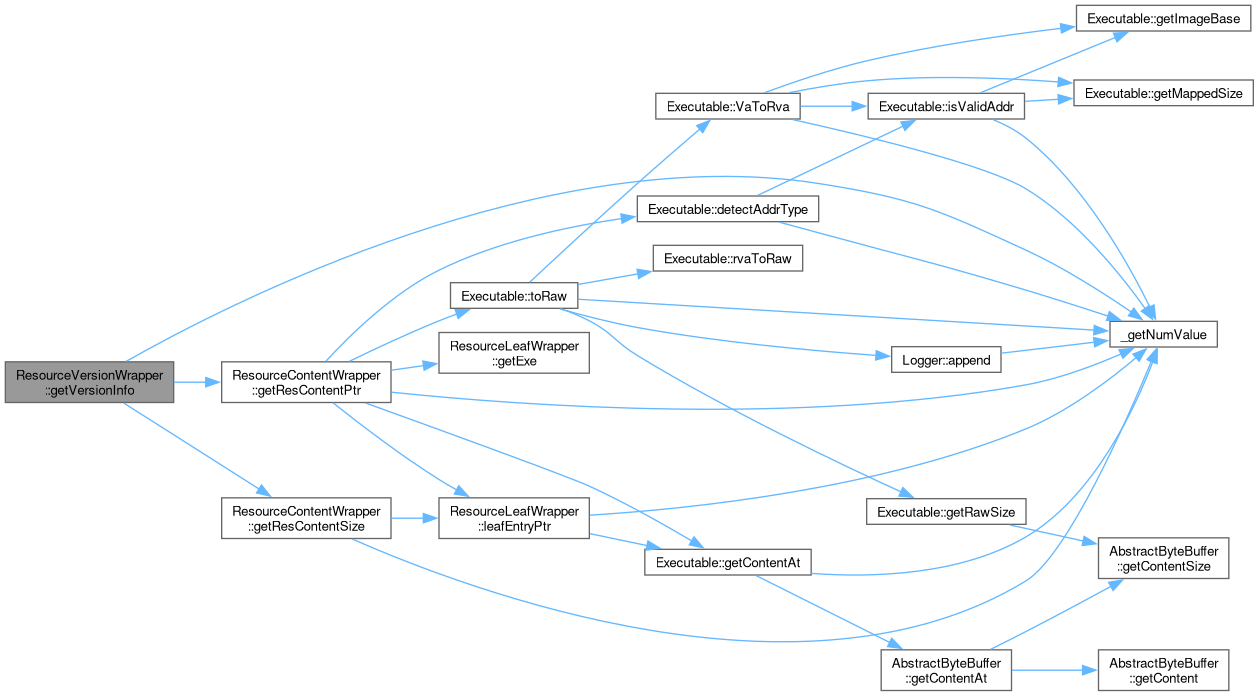 Executable::getImageBase
Executable::getMappedSize
Executable::VaToRva
Executable::isValidAddr
Executable::detectAddrType
Executable::rvaToRaw
Executable::toRaw
_getNumValue
ResourceLeafWrapper
::getExe
Logger::append
ResourceVersionWrapper
::getVersionInfo
ResourceContentWrapper
::getResContentPtr
ResourceContentWrapper
::getResContentSize
ResourceLeafWrapper
::leafEntryPtr
Executable::getRawSize
Executable::getContentAt
AbstractByteBuffer
::getContentSize
AbstractByteBuffer
::getContentAt
AbstractByteBuffer
::getContent